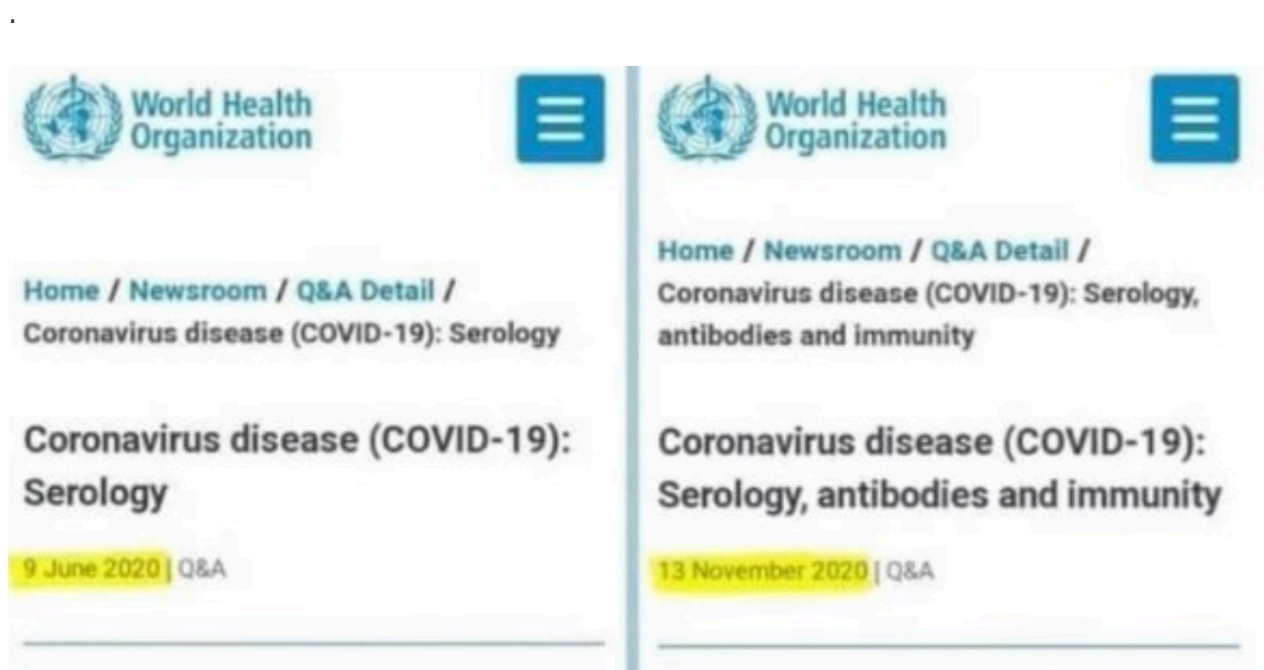 .
World Health
Organization
Home / Newsroom / Q&A Detail /
Coronavirus disease (COVID-19): Serology
Coronavirus disease (COVID-19):
Serology
9 June 2020 | Q&A
World Health
Organization
Home / Newsroom / Q&A Detail /
Coronavirus disease (COVID-19): Serology,
antibodies and immunity
Coronavirus disease (COVID-19):
Serology, antibodies and immunity
13 November 2020 | Q&A